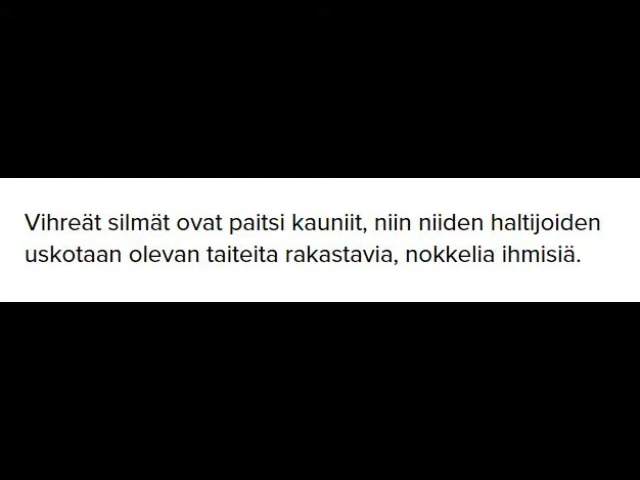 Vihreät silmät ovat paitsi kauniit, niin niiden haltijoiden
uskotaan olevan taiteita rakastavia, nokkelia ihmisiä.